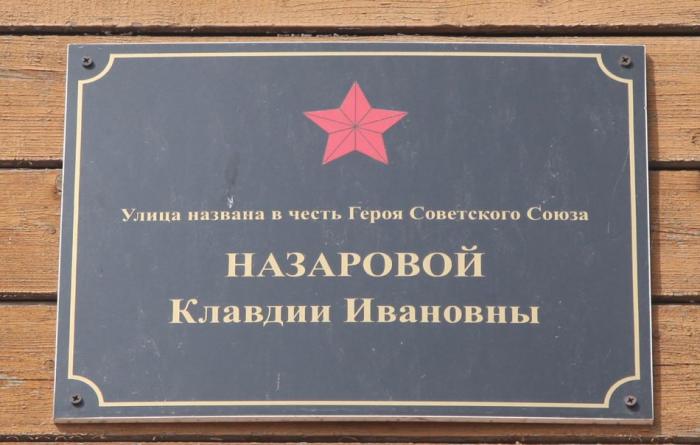 Улица названа в честь Героя Советского Союза
НАЗАРОВОЙ
Клавдии Ивановны